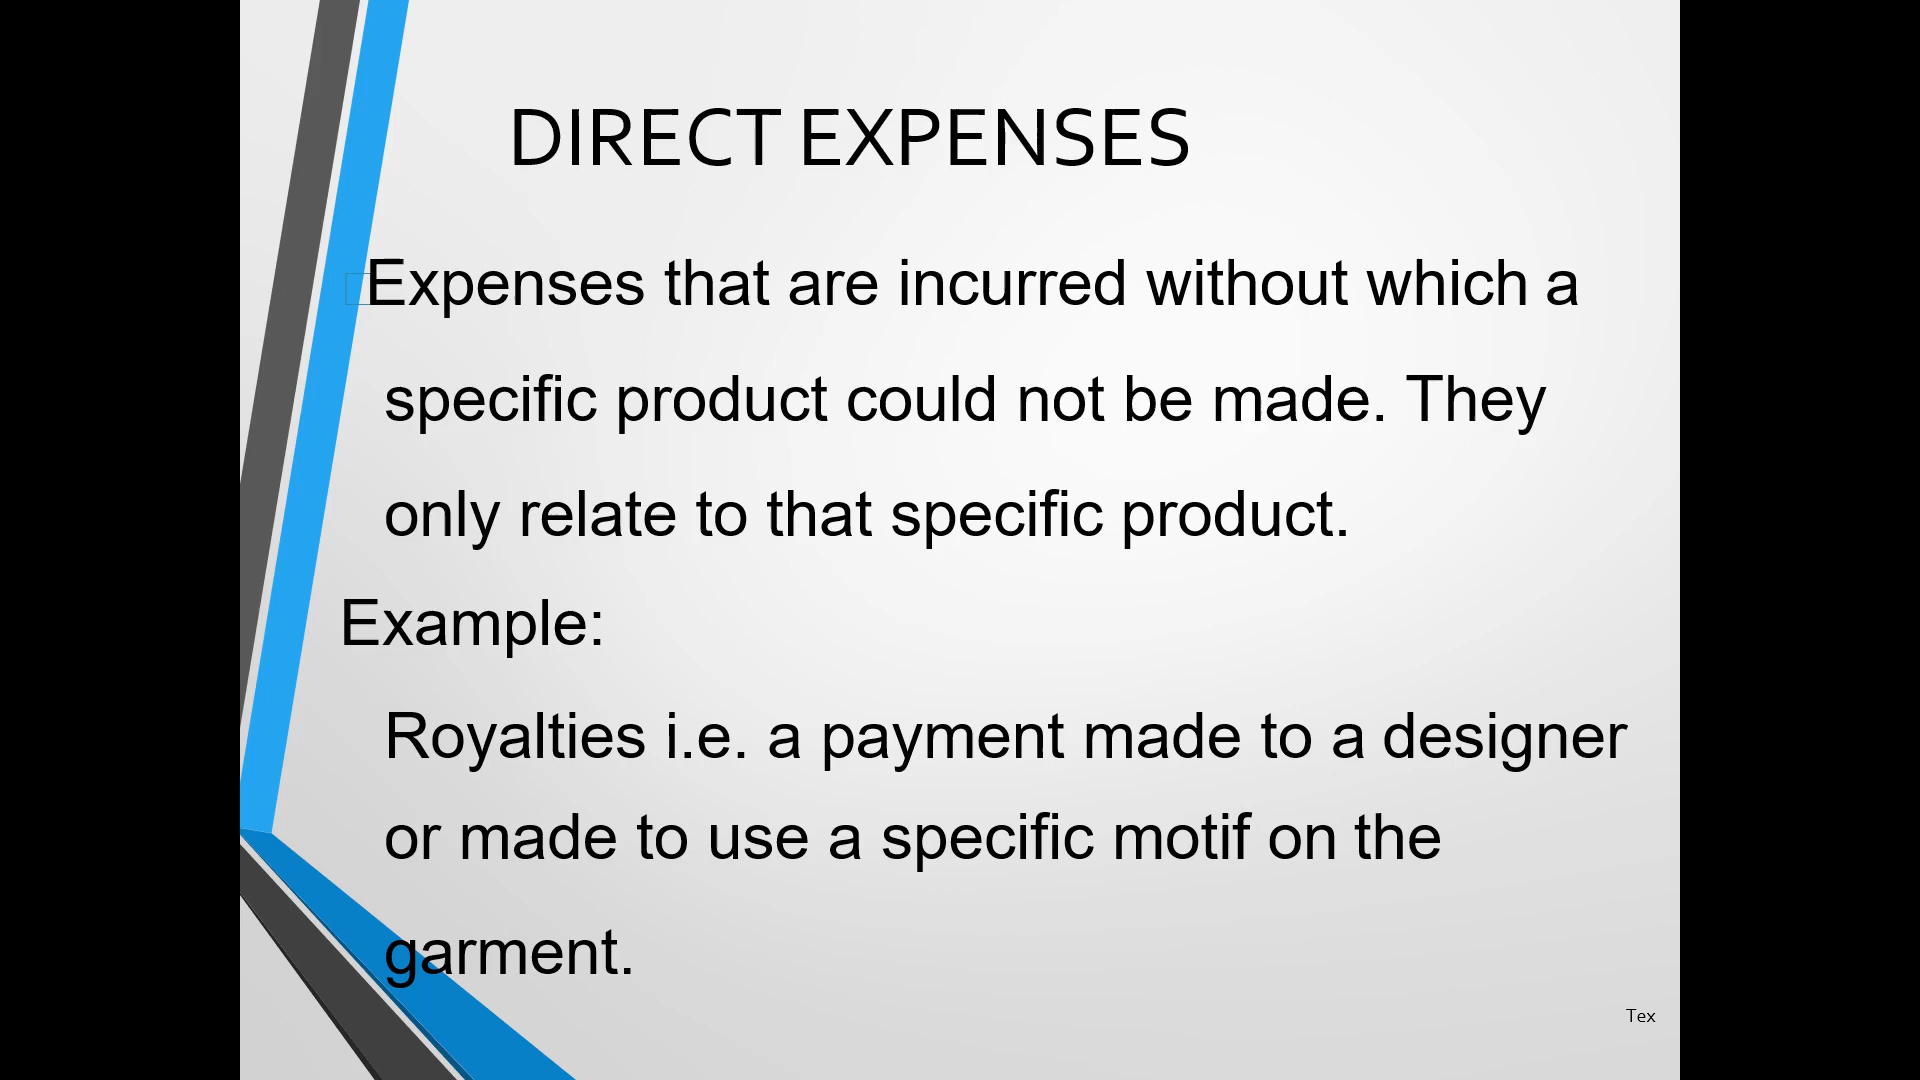 DIRECT EXPENSES
Expenses that are incurred without which a
specific product could not be made. They
only relate to that specific product.
Example:
Royalties i.e. a payment made to a designer
or made to use a specific motif on the
garment.
Tex